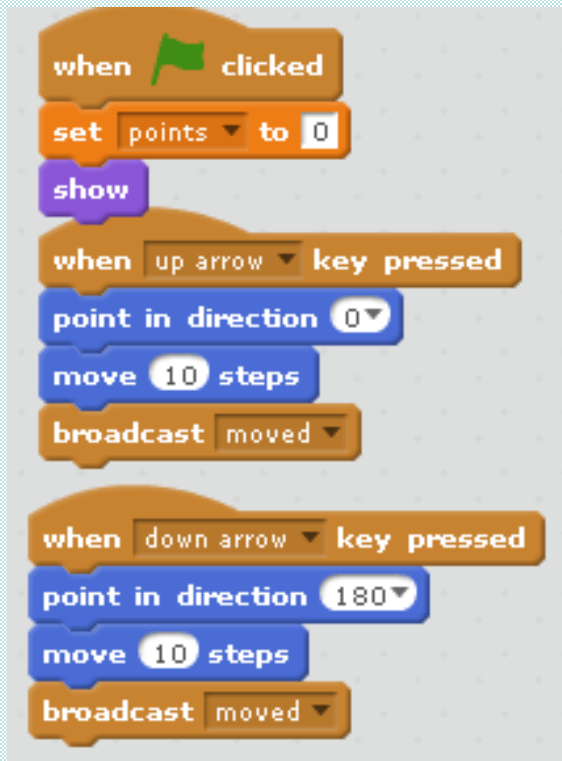 when clicked
set points to 0
show
when up arrow key pressed
point in direction 0
move 10 steps
broadcast moved
when down arrow key pressed
point in direction 180
move 10 steps
broadcast moved